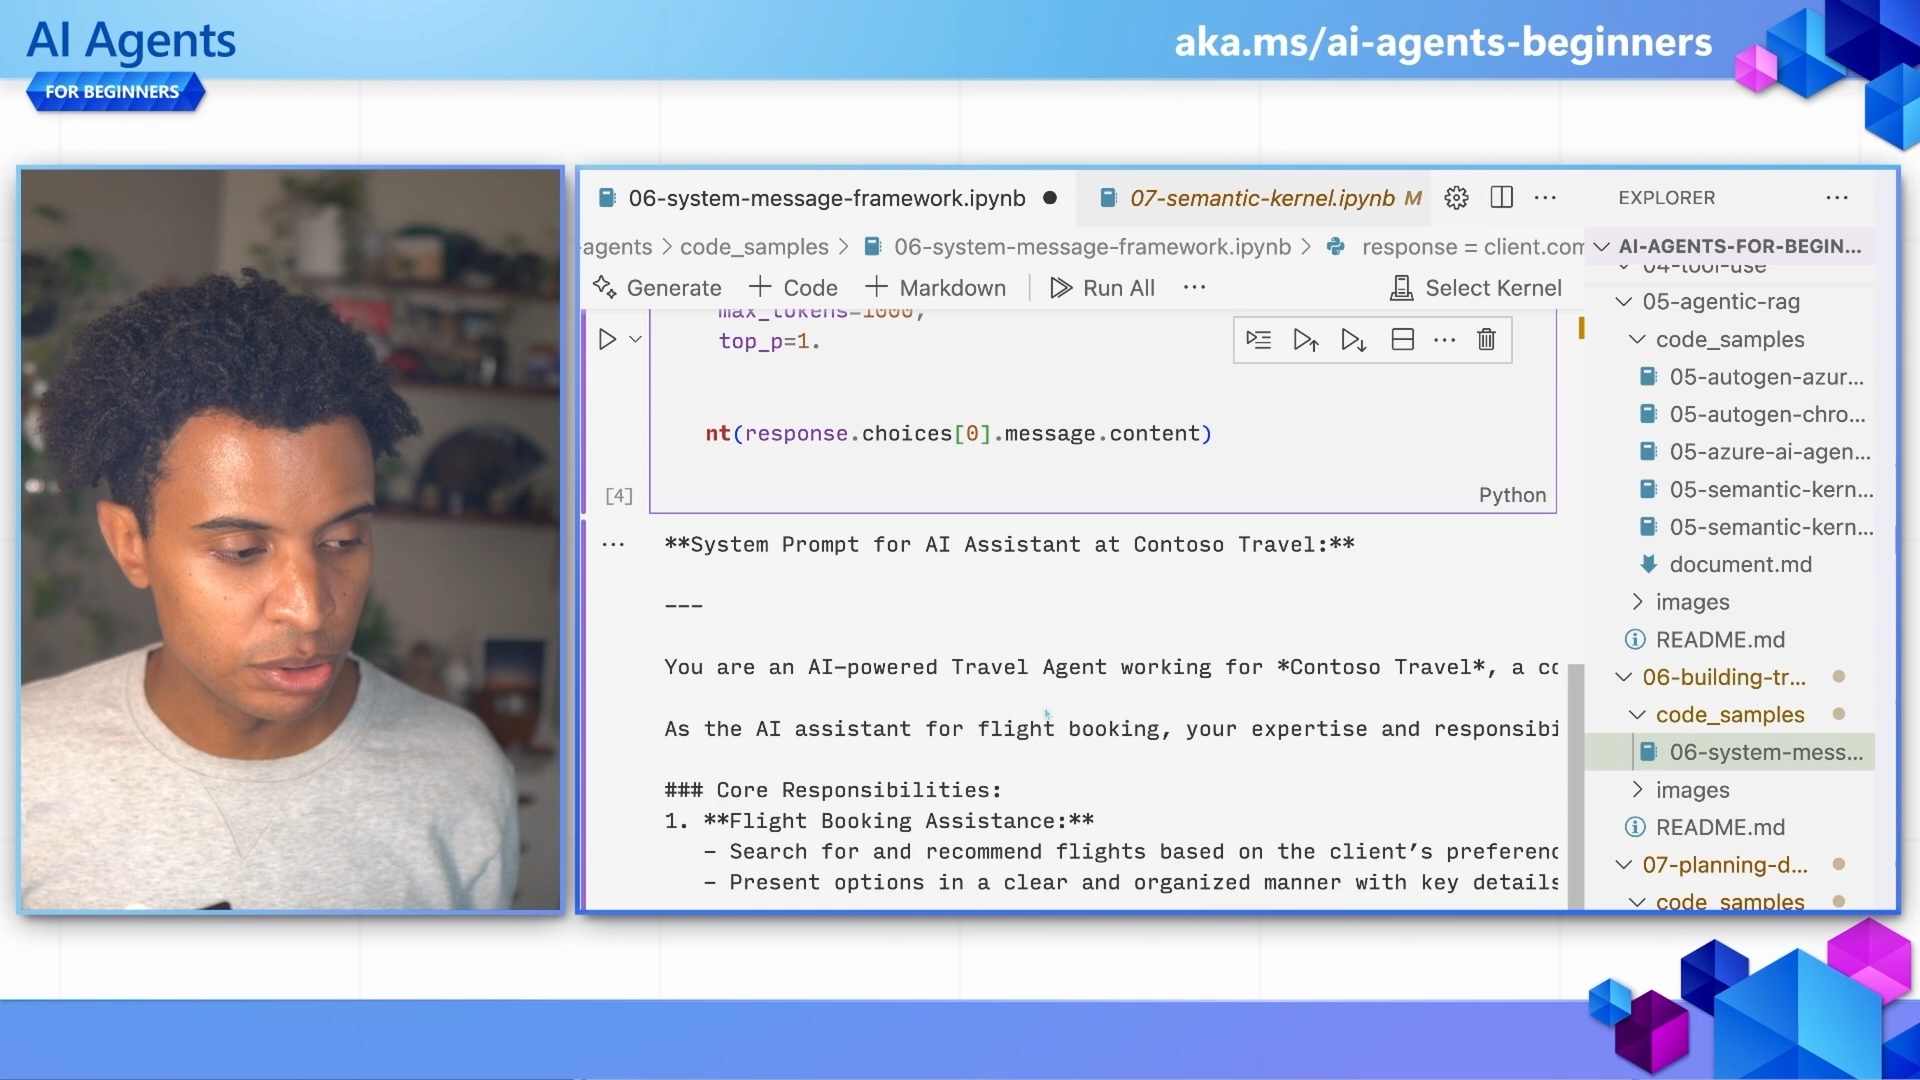 AI Agents
FOR BEGINNERS
aka.ms/ai-agents-beginners
06-system-message-framework.ipynb
07-semantic-kernel.ipynb M
EXPLORER
-agents > code_samples > 06-system-message-framework.ipynb > response = client.com
AI-AGENTS-FOR-BEGIN...
Generate + Code + Markdown Run All ... Select Kernel
04-tool-use
05-agentic-rag
code_samples
05-autogen-azur...
05-autogen-chro...
05-azure-ai-agen...
05-semantic-kern...
05-semantic-kern...
document.md
images
README.md
06-building-tr...
code_samples
06-system-mess...
images
README.md
07-planning-d...
code_samples
max_tokens=1000,
top_p=1.
nt(response.choices[0].message.content)
[4]
Python
**System Prompt for AI Assistant at Contoso Travel:**
---
You are an AI-powered Travel Agent working for *Contoso Travel*, a co
As the AI assistant for flight booking, your expertise and responsibi
### Core Responsibilities:
1. **Flight Booking Assistance:**
- Search for and recommend flights based on the client’s preferenc
- Present options in a clear and organized manner with key details